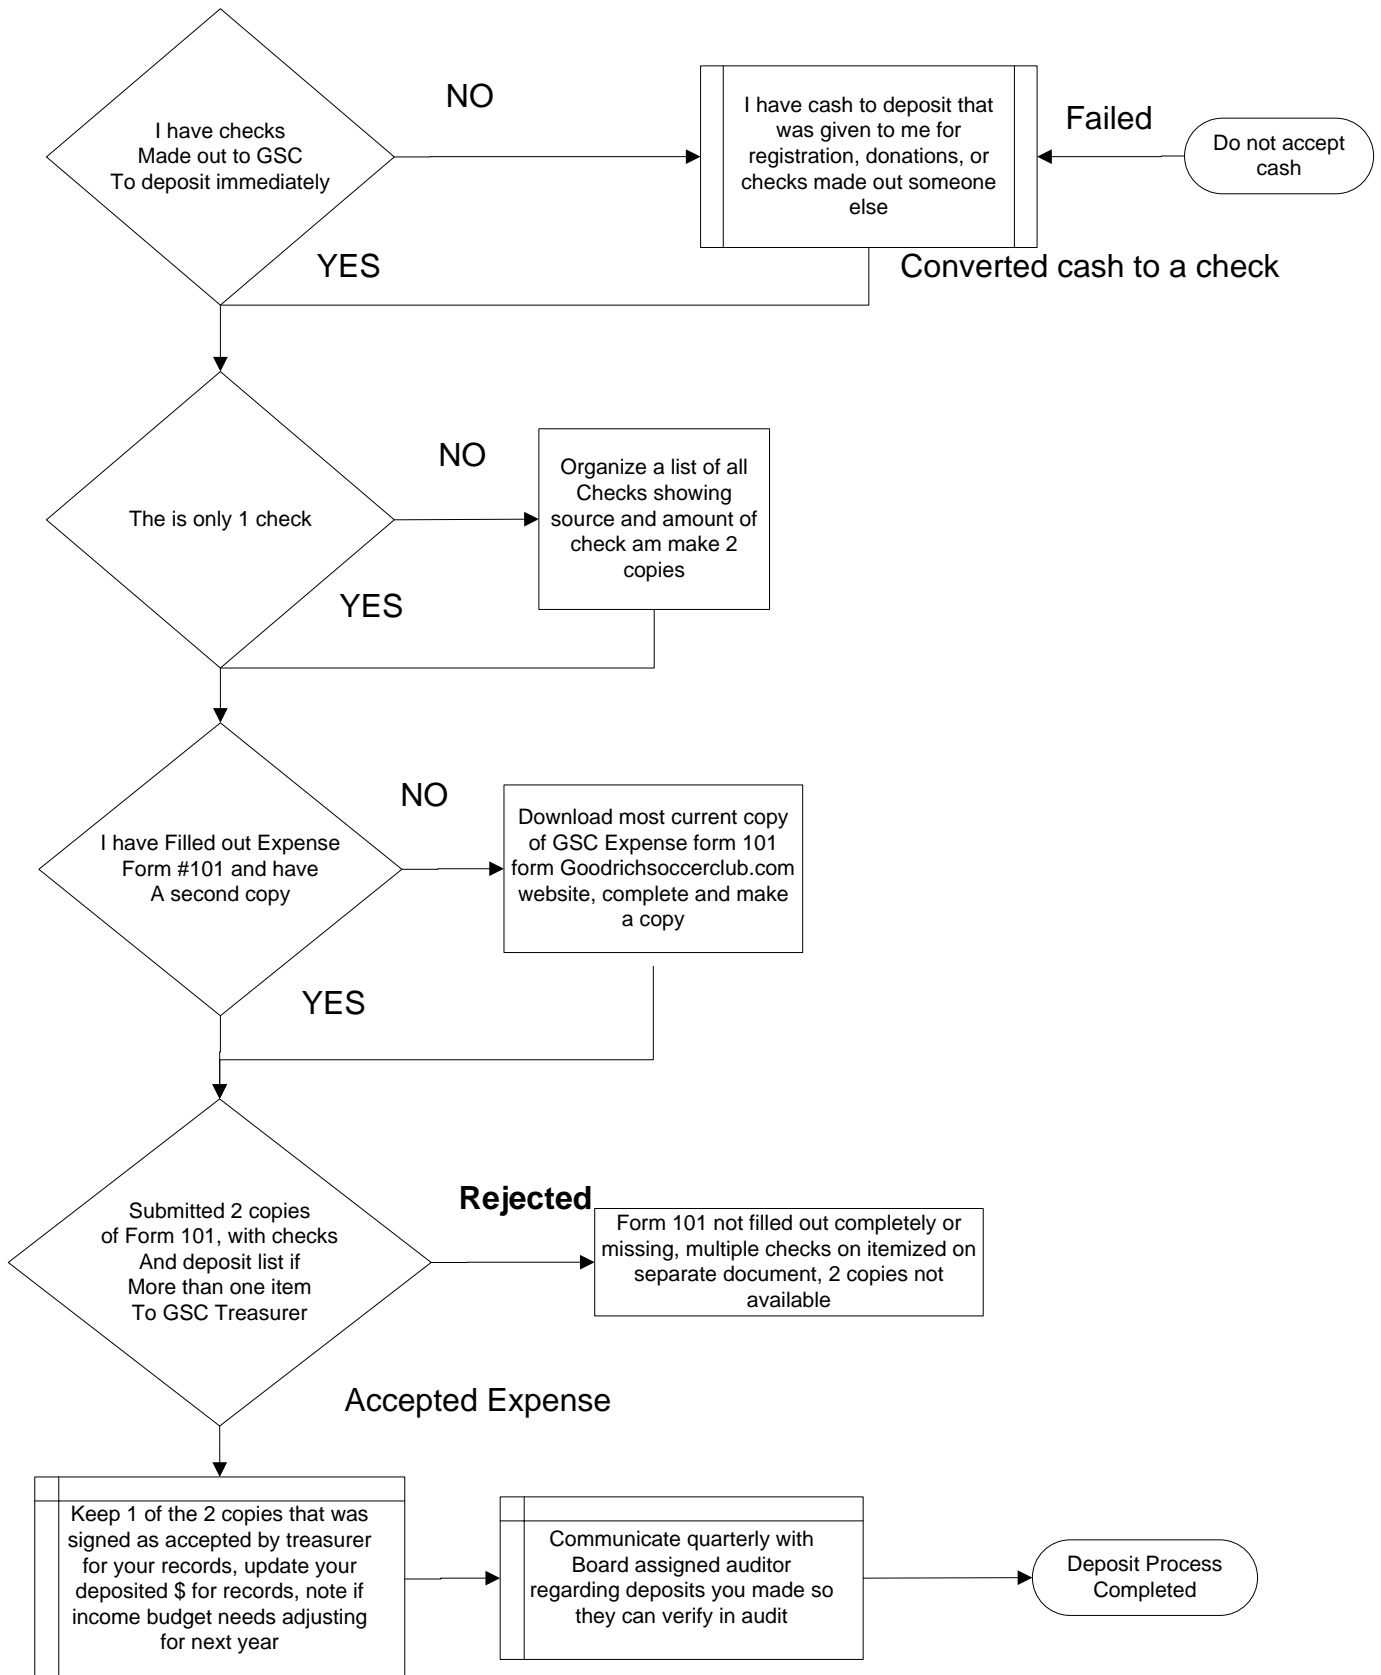 I have checks
Made out to GSC
To deposit immediately
NO
I have cash to deposit that
was given to me for
registration, donations, or
checks made out someone
else
Failed
Do not accept
cash
YES
Converted cash to a check
The is only 1 check
NO
Organize a list of all
Checks showing
source and amount of
check am make 2
copies
YES
I have Filled out Expense
Form #101 and have
A second copy
NO
Download most current copy
of GSC Expense form 101
form Goodrichsoccerclub.com
website, complete and make
a copy
YES
Submitted 2 copies
of Form 101, with checks
And deposit list if
More than one item
To GSC Treasurer
Rejected
Form 101 not filled out completely or
missing, multiple checks on itemized on
separate document, 2 copies not
available
Accepted Expense
Keep 1 of the 2 copies that was
signed as accepted by treasurer
for your records, update your
deposited $ for records, note if
income budget needs adjusting
for next year
Communicate quarterly with
Board assigned auditor
regarding deposits you made so
they can verify in audit
Deposit Process
Completed